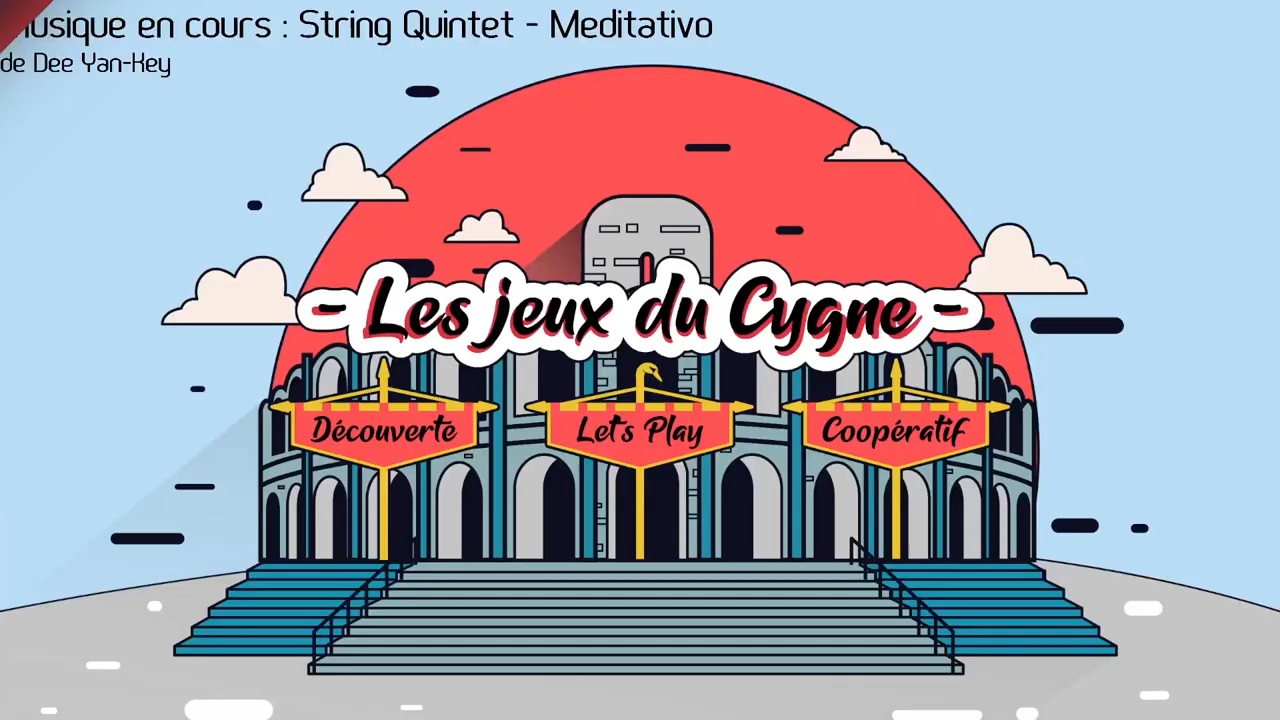 usique en cours : String Quintet - Meditativo
de Dee Yan-Key
- Les jeux du Cygne -
Découverte
Let's Play
Coopératif